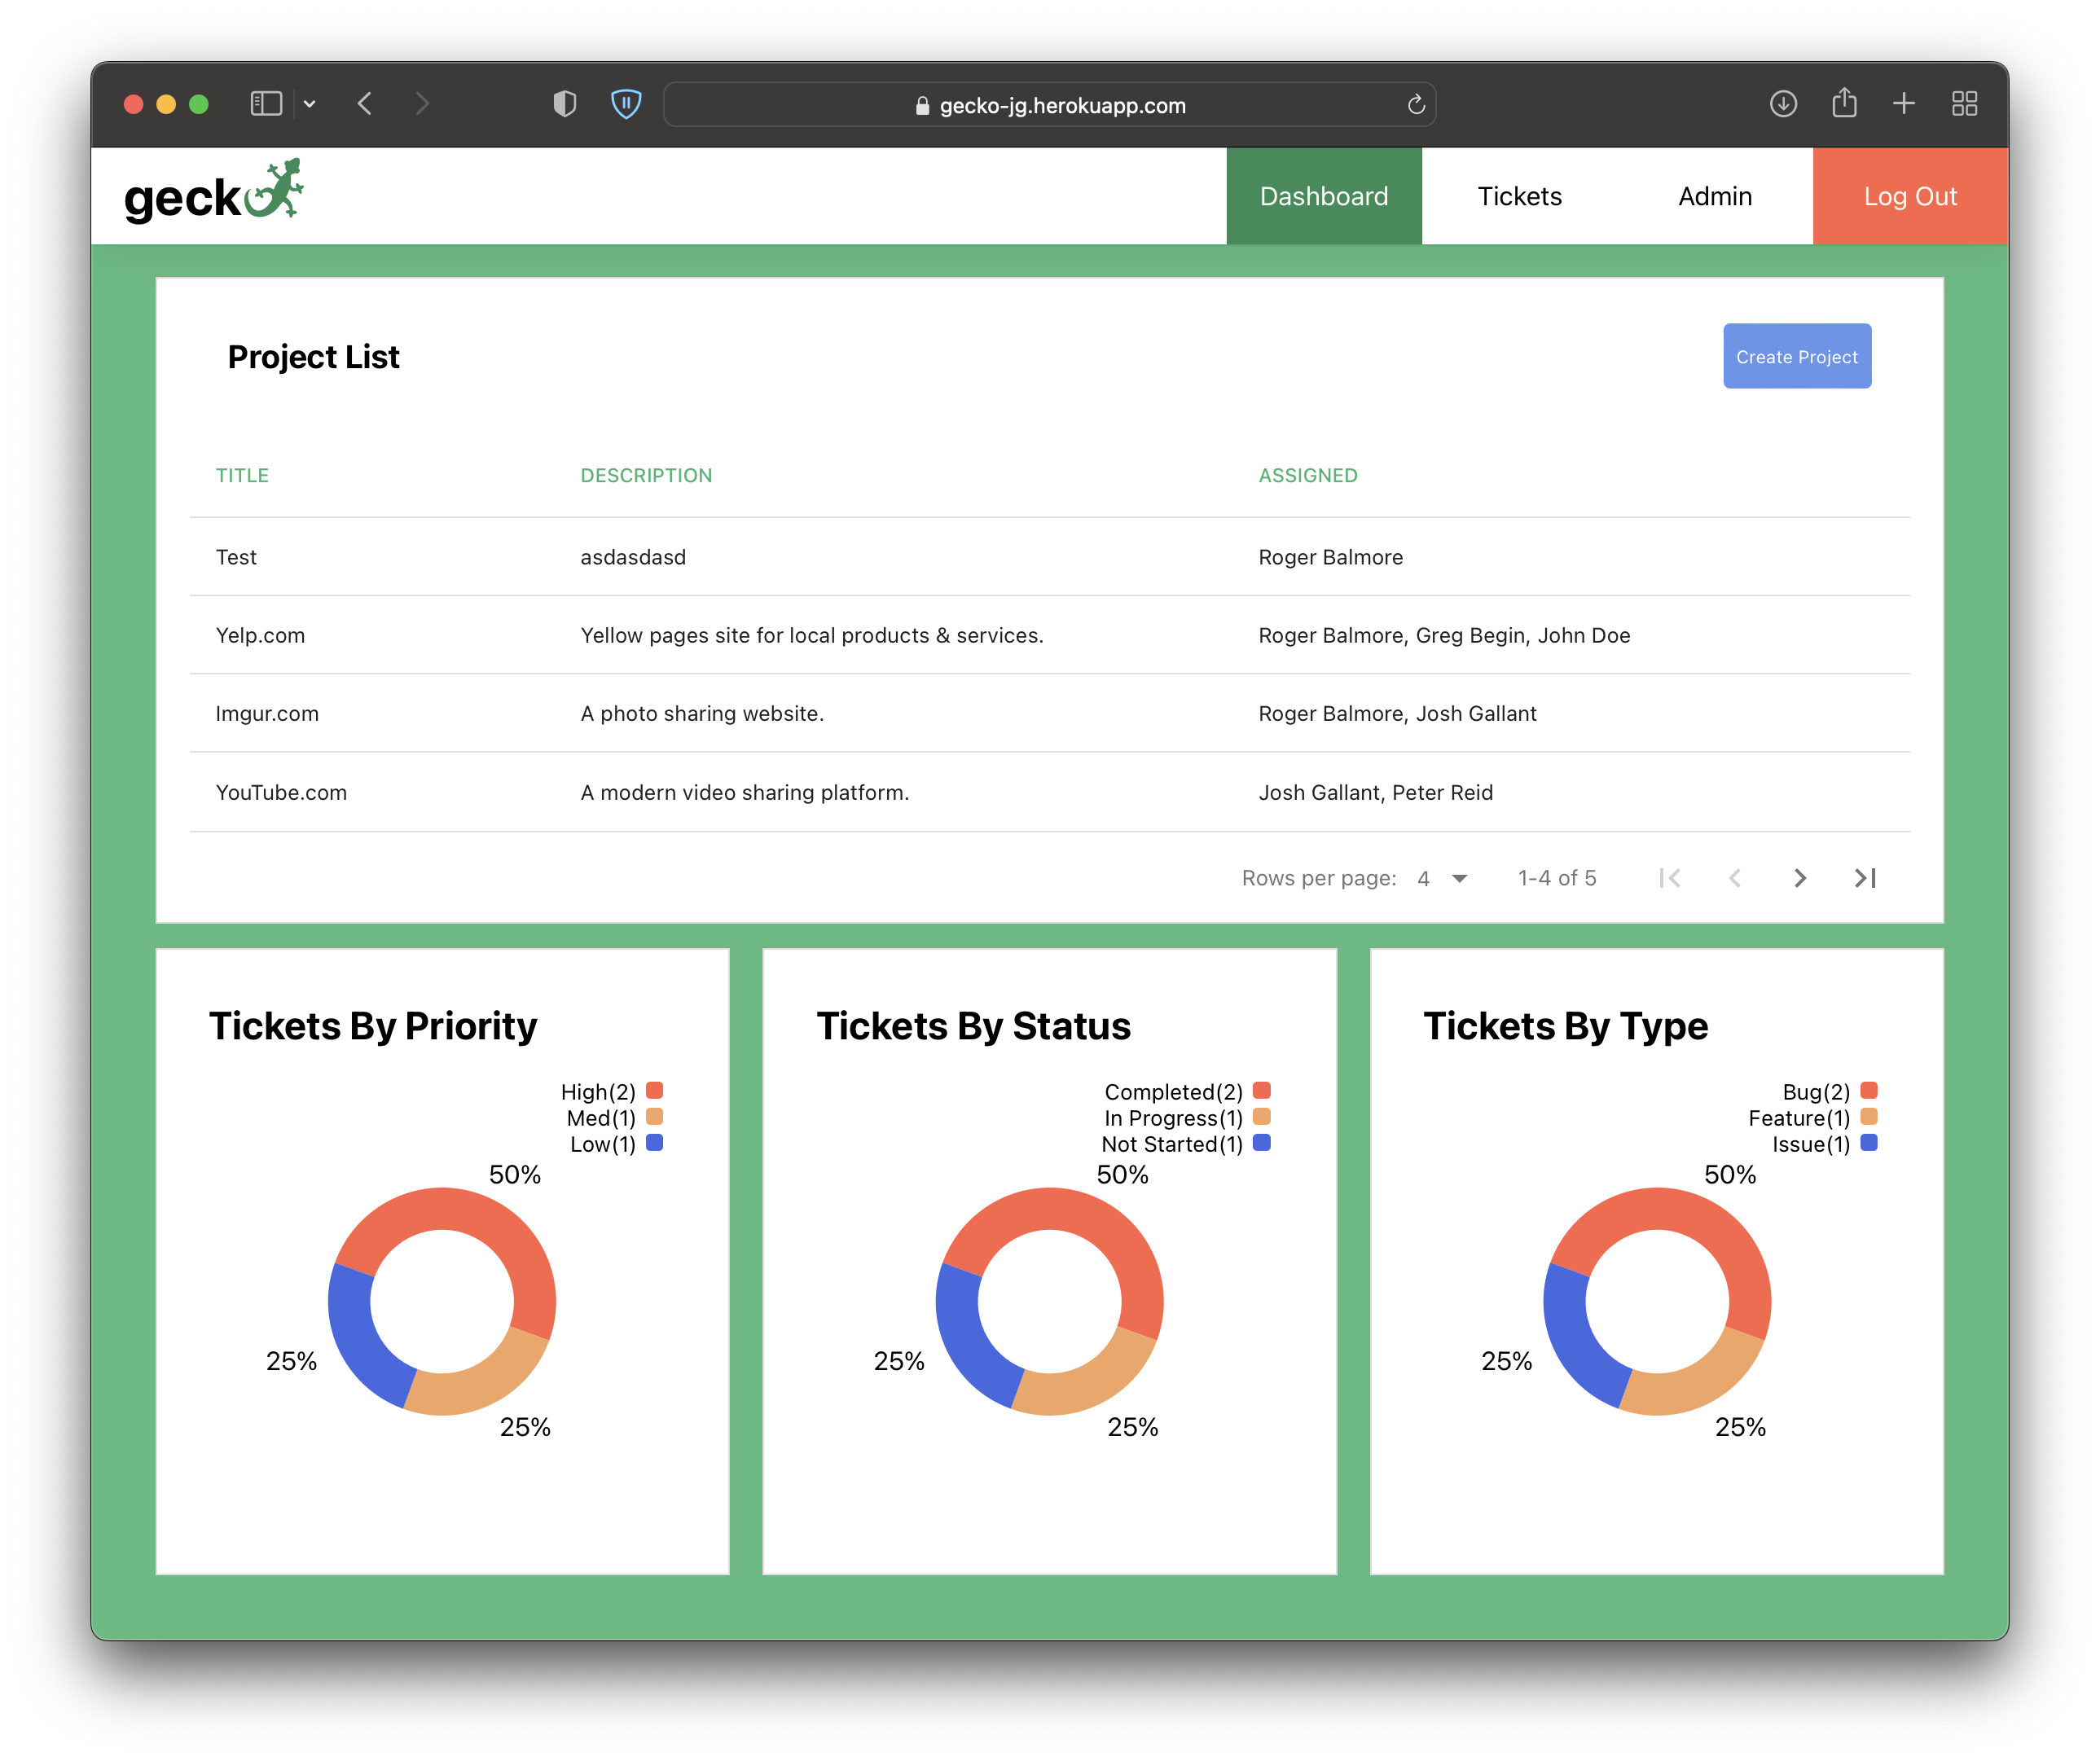 gecko-jg.herokuapp.com
gecko
Dashboard Tickets Admin Log Out
Project List
Create Project
TITLE DESCRIPTION ASSIGNED
Test asdasdasd Roger Balmore
Yelp.com Yellow pages site for local products & services. Roger Balmore, Greg Begin, John Doe
Imgur.com A photo sharing website. Roger Balmore, Josh Gallant
YouTube.com A modern video sharing platform. Josh Gallant, Peter Reid
Rows per page: 4 1-4 of 5
Tickets By Priority
High(2)
Med(1)
Low(1)
50%
25%
25%
Tickets By Status
Completed(2)
In Progress(1)
Not Started(1)
50%
25%
25%
Tickets By Type
Bug(2)
Feature(1)
Issue(1)
50%
25%
25%